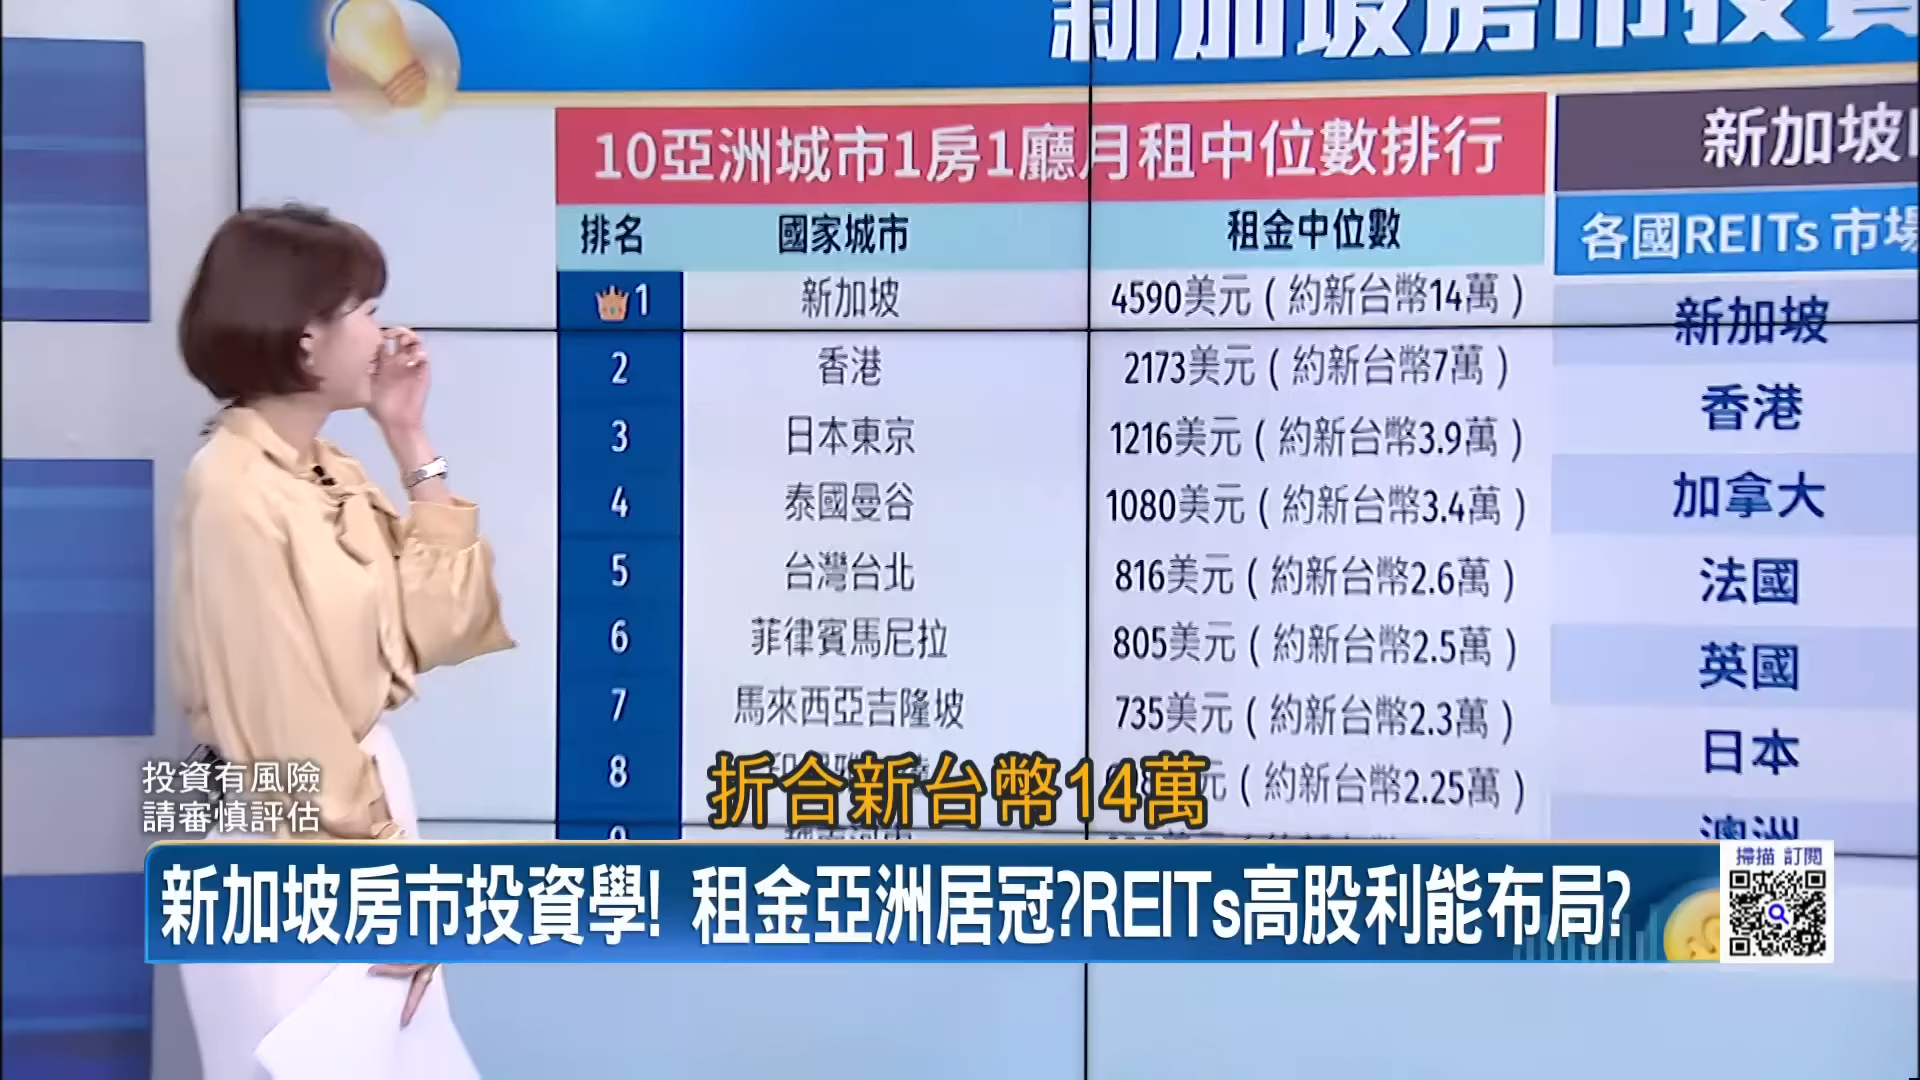 新加坡房市投資
10亞洲城市1房1廳月租中位數排行
排名 國家城市 租金中位數
1 新加坡 4590美元（約新台幣14萬）
2 香港 2173美元（約新台幣7萬）
3 日本東京 1216美元（約新台幣3.9萬）
4 泰國曼谷 1080美元（約新台幣3.4萬）
5 台灣台北 816美元（約新台幣2.6萬）
6 菲律賓馬尼拉 805美元（約新台幣2.5萬）
7 馬來西亞吉隆坡 735美元（約新台幣2.3萬）
8 元（約新台幣2.25萬）
新加坡
各國REITs 市場
新加坡
香港
加拿大
法國
英國
日本
澳洲
折合新台幣14萬
投資有風險
請審慎評估
新加坡房市投資學! 租金亞洲居冠?REITs高股利能布局?
掃描 訂閱